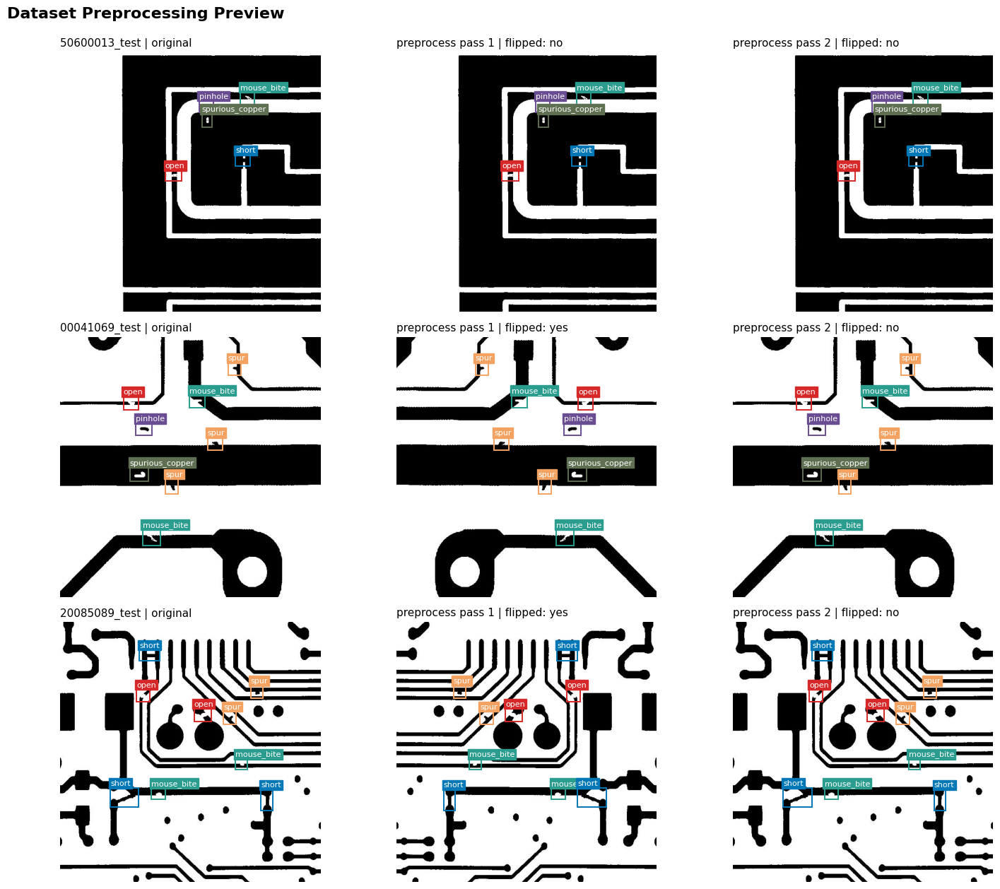 Dataset Preprocessing Preview
50600013_test | original
preprocess pass 1 | flipped: no
preprocess pass 2 | flipped: no
mouse_bite
pinhole
spurious_copper
short
open
mouse_bite
pinhole
spurious_copper
short
open
mouse_bite
pinhole
spurious_copper
short
open
00041069_test | original
preprocess pass 1 | flipped: yes
preprocess pass 2 | flipped: no
spur
open
mouse_bite
pinhole
spur
spurious_copper
spur
mouse_bite
spur
mouse_bite
open
pinhole
spur
spurious_copper
spur
mouse_bite
spur
open
mouse_bite
pinhole
spur
spurious_copper
spur
mouse_bite
20085089_test | original
preprocess pass 1 | flipped: yes
preprocess pass 2 | flipped: no
short
open
spur
open
spur
mouse_bite
short
mouse_bite
short
short
spur
open
spur
open
mouse_bite
short
mouse
short
short
open
spur
open
spur
mouse_bite
short
mouse_bite
short